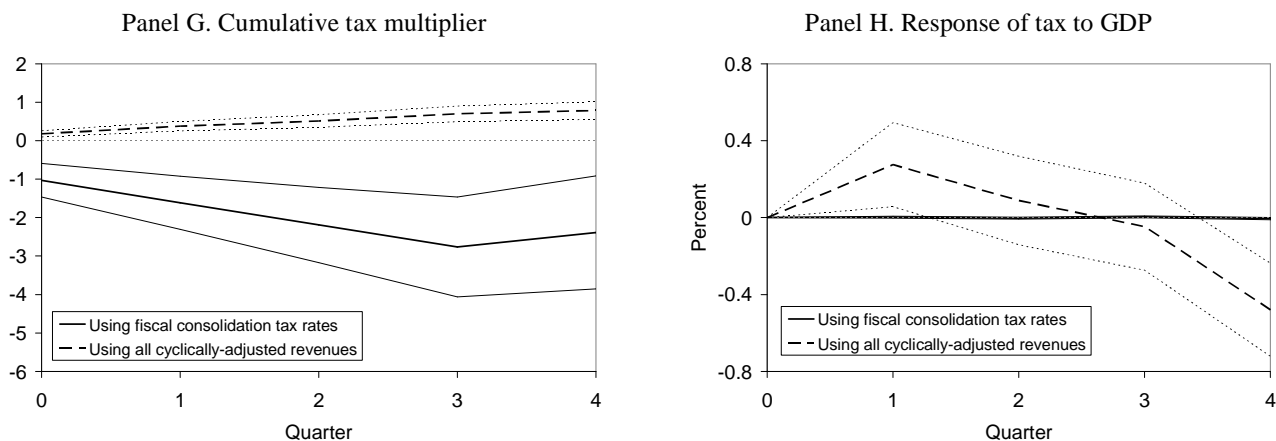 Panel G. Cumulative tax multiplier
2
1
0
-1
-2
-3
-4
-5
-6
Using fiscal consolidation tax rates
Using all cyclically-adjusted revenues
0 1 2 3 4
Quarter
Panel H. Response of tax to GDP
Percent
0.8
0.4
0
-0.4
-0.8
Using fiscal consolidation tax rates
Using all cyclically-adjusted revenues
0 1 2 3 4
Quarter